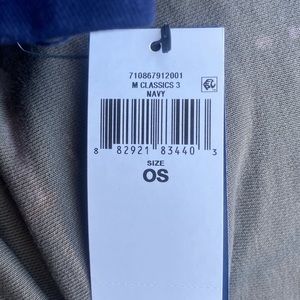 710867912001
M CLASSICS 3
NAVY
8 82921 83440 3
SIZE
OS